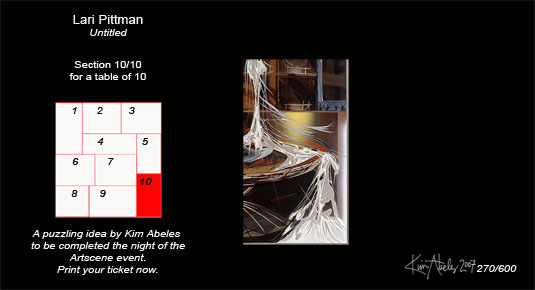 Lari Pittman
Untitled
Section 10/10
for a table of 10
1 2 3
4 5
6 7
10
8 9
A puzzling idea by Kim Abeles
to be completed the night of the
Artscene event.
Print your ticket now.
Kim Abeles 2007 270/600